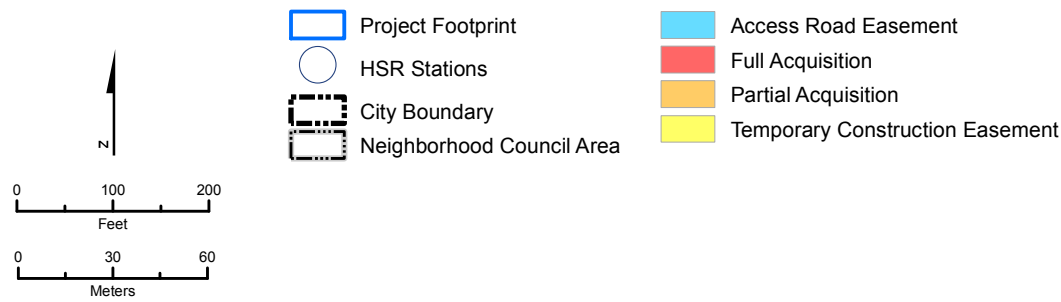 N
0 100 200
Feet
0 30 60
Meters
Project Footprint
HSR Stations
City Boundary
Neighborhood Council Area
Access Road Easement
Full Acquisition
Partial Acquisition
Temporary Construction Easement